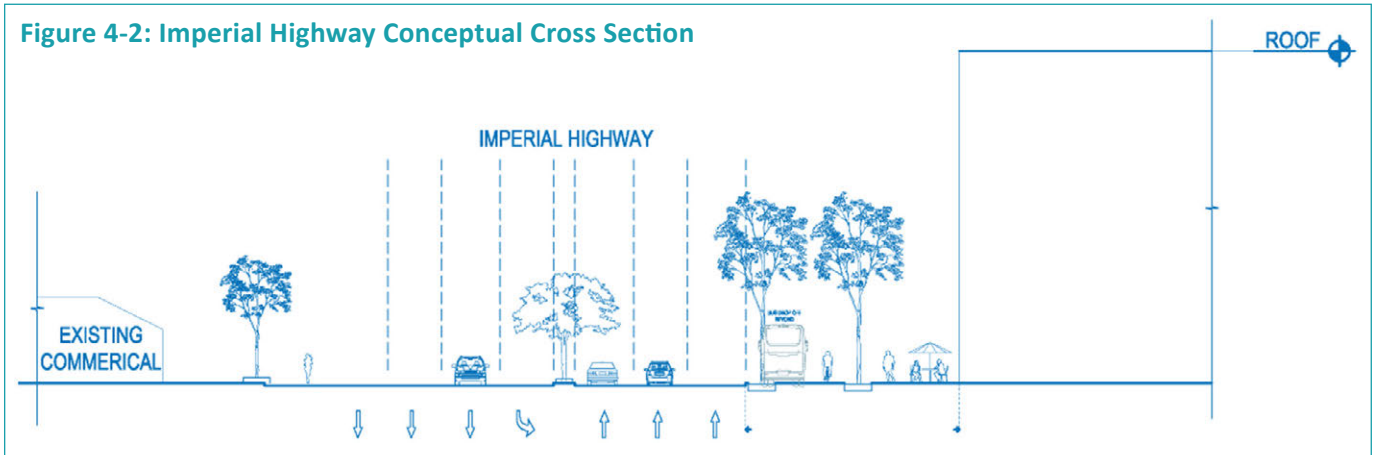 Figure 4-2: Imperial Highway Conceptual Cross Section
ROOF
IMPERIAL HIGHWAY
EXISTING
COMMERICAL